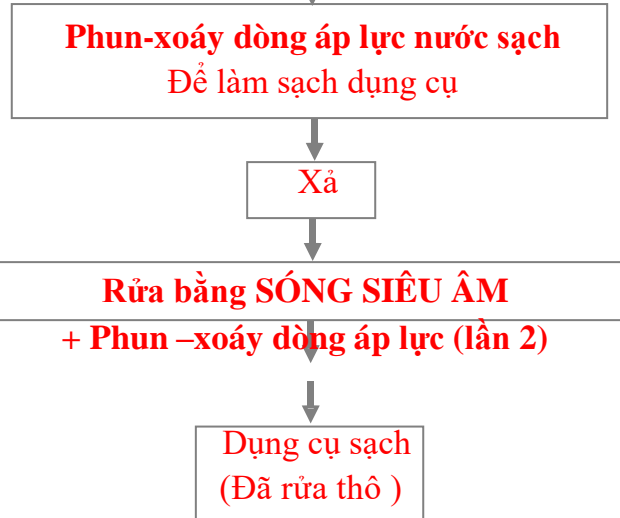 Phun-xoáy dòng áp lực nước sạch
Để làm sạch dụng cụ
Xả
Rửa bằng SÓNG SIÊU ÂM
+ Phun –xoáy dòng áp lực (lần 2)
Dụng cụ sạch
(Đã rửa thô )